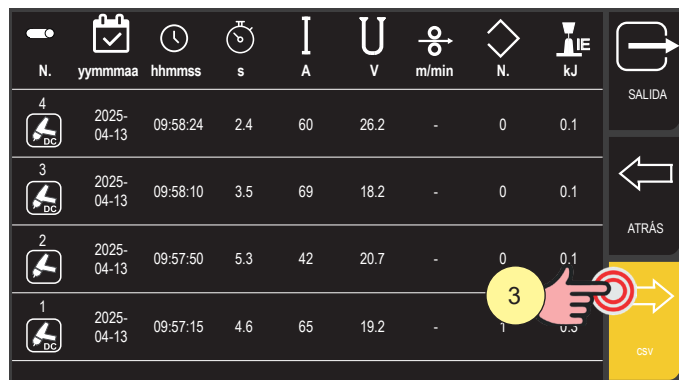 IE
N. yymmmaa hhmmss s A V m/min N. kJ
SALIDA
4
DC
2025-
04-13
09:58:24 2.4 60 26.2 - 0 0.1
3
DC
2025-
04-13
09:58:10 3.5 69 18.2 - 0 0.1
ATRÁS
2
2025-
04-13
09:57:50 5.3 42 20.7 - 0 0.1
3
1
DC
2025-
04-13
09:57:15 4.6 65 19.2 - 1
CSV